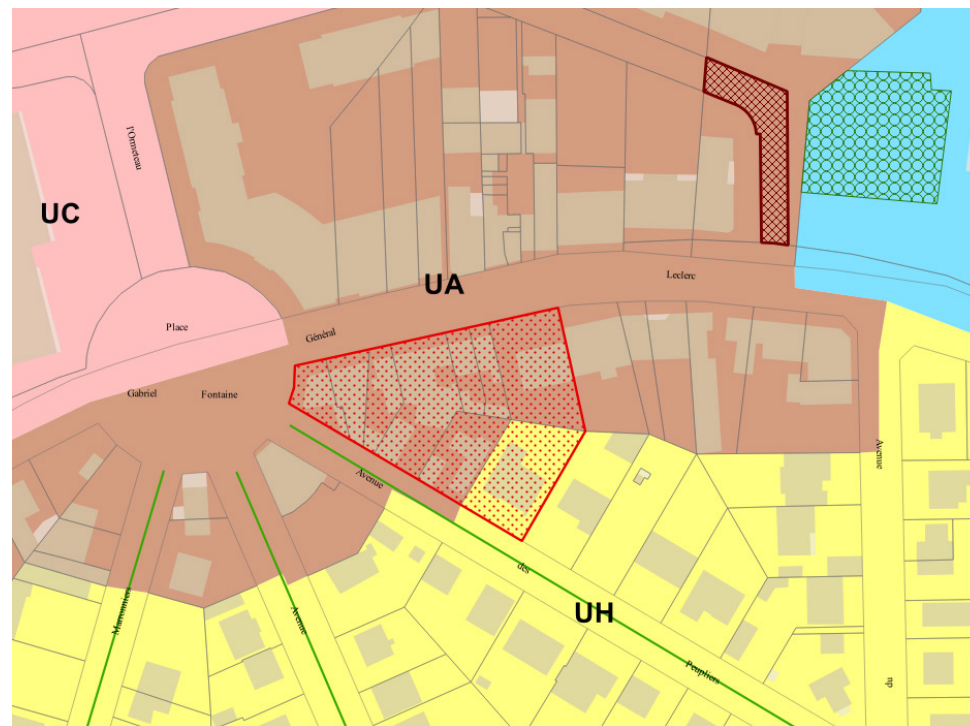 l'Ormeteau
UC
UA
Leclerc
Place
Général
Gabriel
Fontaine
Avenue
Avenue
des
UH
Marronniers
Avenue
Peupliers
du